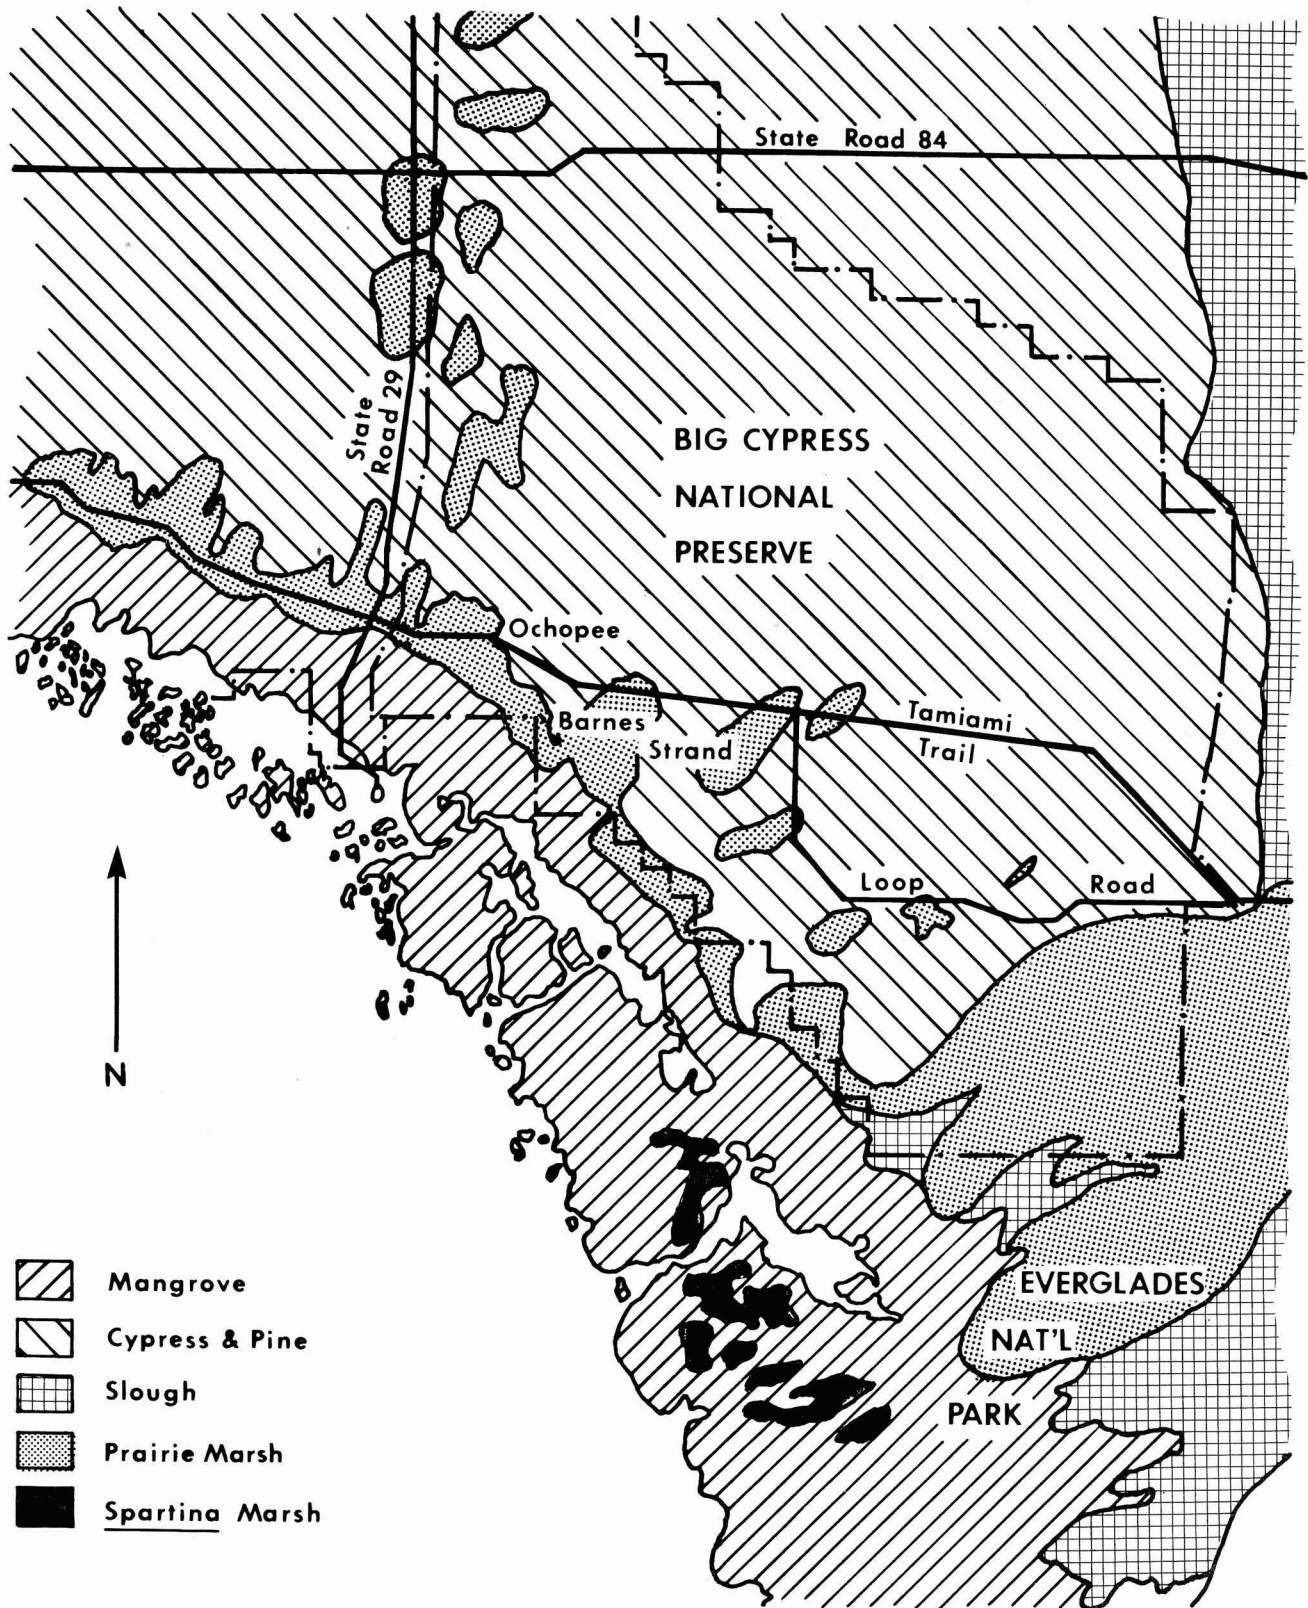 State Road 84
State
Road 29
BIG CYPRESS
NATIONAL
PRESERVE
Ochopee
Barnes
Strand
Tamiami
Trail
Loop Road
N
EVERGLADES
NAT'L
PARK
Mangrove
Cypress & Pine
Slough
Prairie Marsh
Spartina Marsh